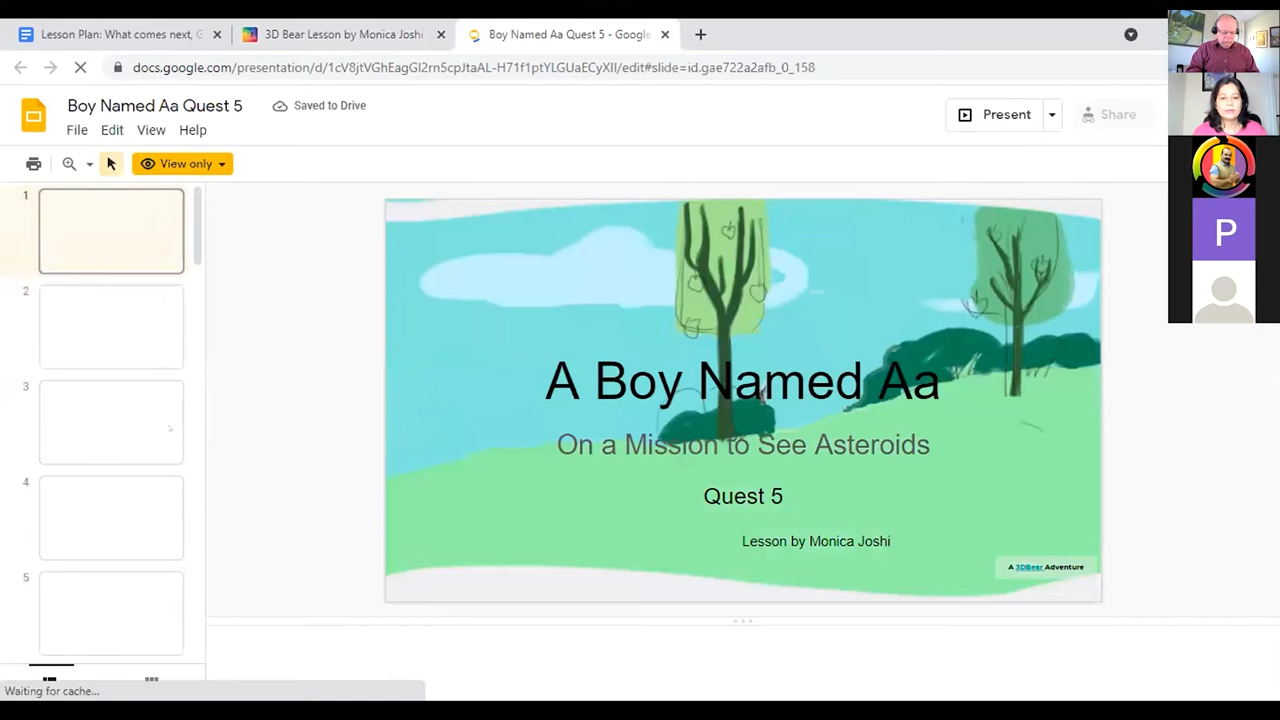 Lesson Plan: What comes next, G
3D Bear Lesson by Monica Joshi
Boy Named Aa Quest 5 - Google
docs.google.com/presentation/d/1cV8jtVGhEagGl2rn5cpJtaAL-H71f1ptYLGUaECyXlI/edit#slide=id.gae722a2afb_0_158
Boy Named Aa Quest 5
Saved to Drive
File Edit View Help
Present
Share
View only
1
2
3
4
5
A Boy Named Aa
On a Mission to See Asteroids
Quest 5
Lesson by Monica Joshi
A 3DBear Adventure
P
Waiting for cache...